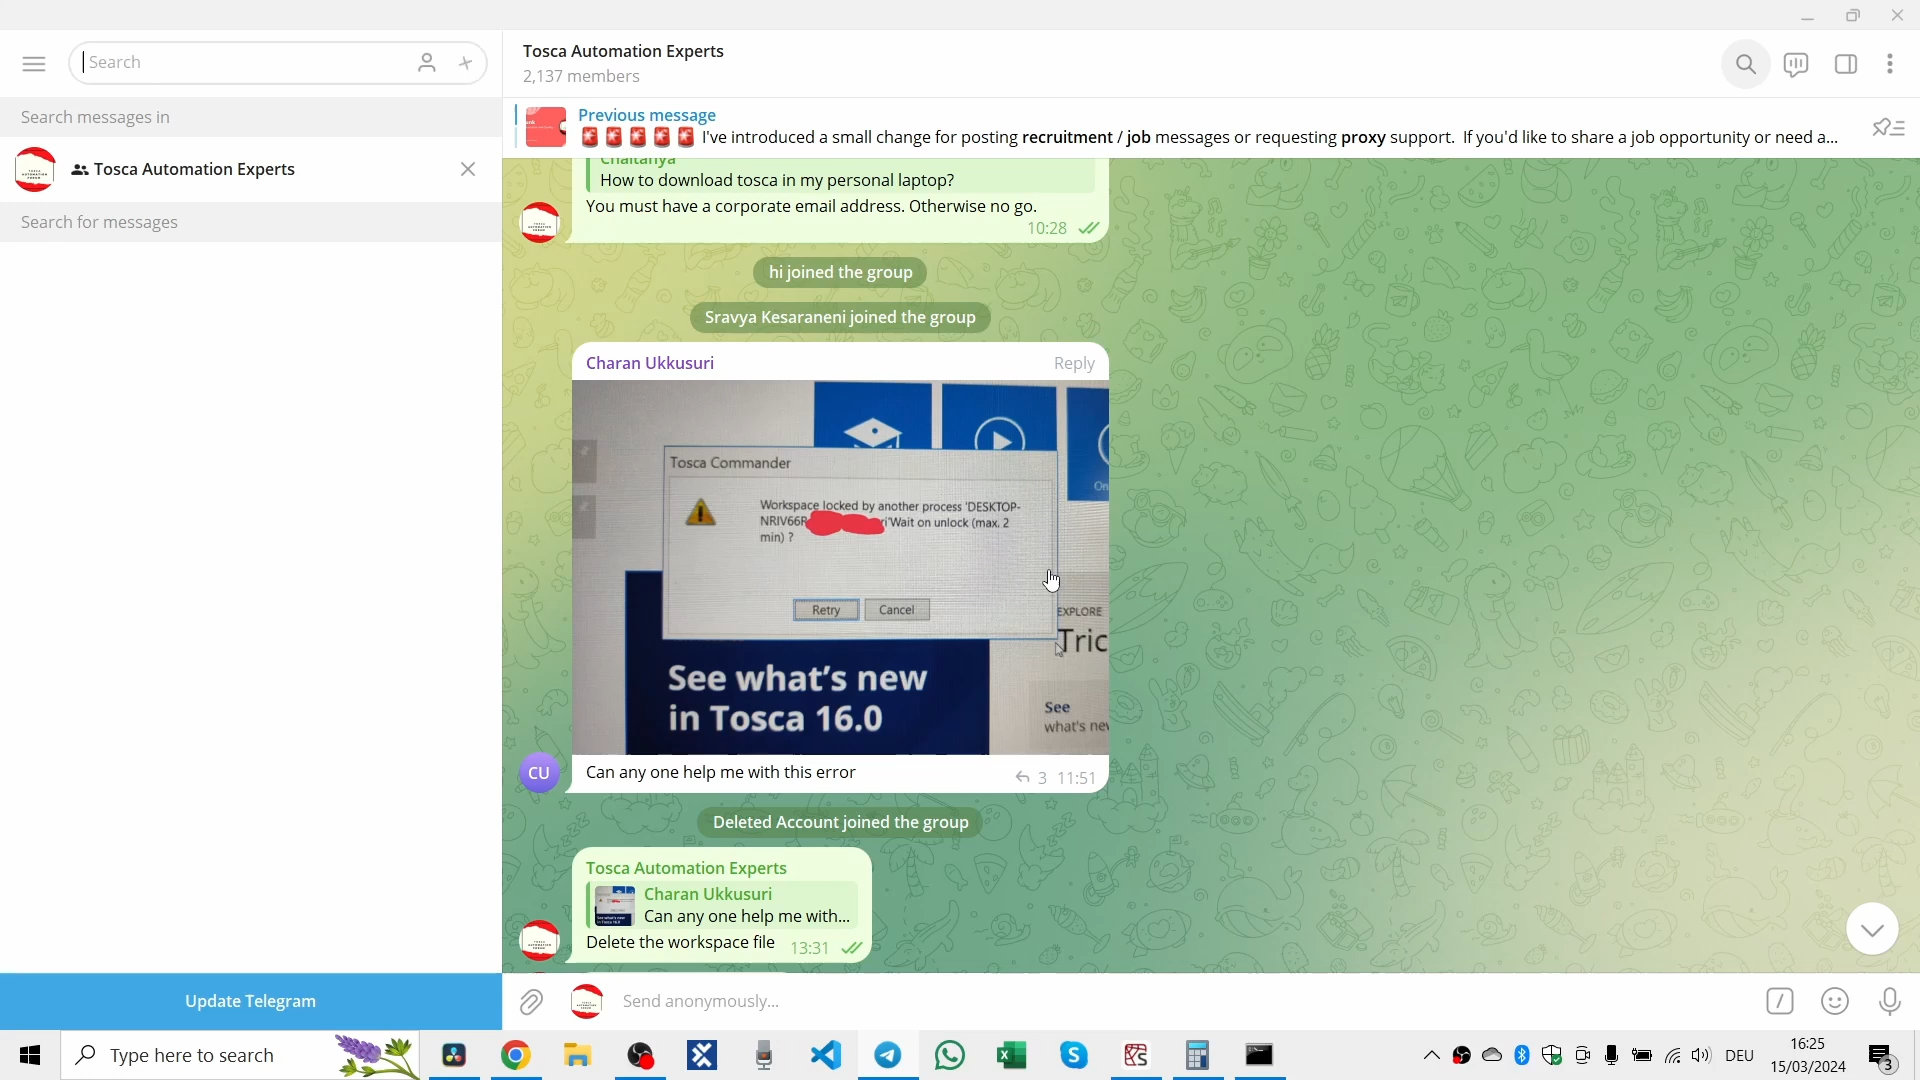 Search
Search messages in
Tosca Automation Experts
Search for messages
Update Telegram
Tosca Automation Experts
2,137 members
Previous message
I've introduced a small change for posting recruitment / job messages or requesting proxy support. If you'd like to share a job opportunity or need a...
Chaitanya
How to download tosca in my personal laptop?
You must have a corporate email address. Otherwise no go.
10:28
hi joined the group
Sravya Kesaraneni joined the group
Charan Ukkusuri
Reply
Tosca Commander
Workspace locked by another process 'DESKTOP-
NRIV66R i'Wait on unlock (max. 2
min) ?
Retry
Cancel
On
EXPLORE
Tric
See what's new
in Tosca 16.0
See
what's new
CU
Can any one help me with this error
3 11:51
Deleted Account joined the group
Tosca Automation Experts
Charan Ukkusuri
Can any one help me with...
Delete the workspace file 13:31
Send anonymously...
Type here to search
DEU
16:25
15/03/2024
3